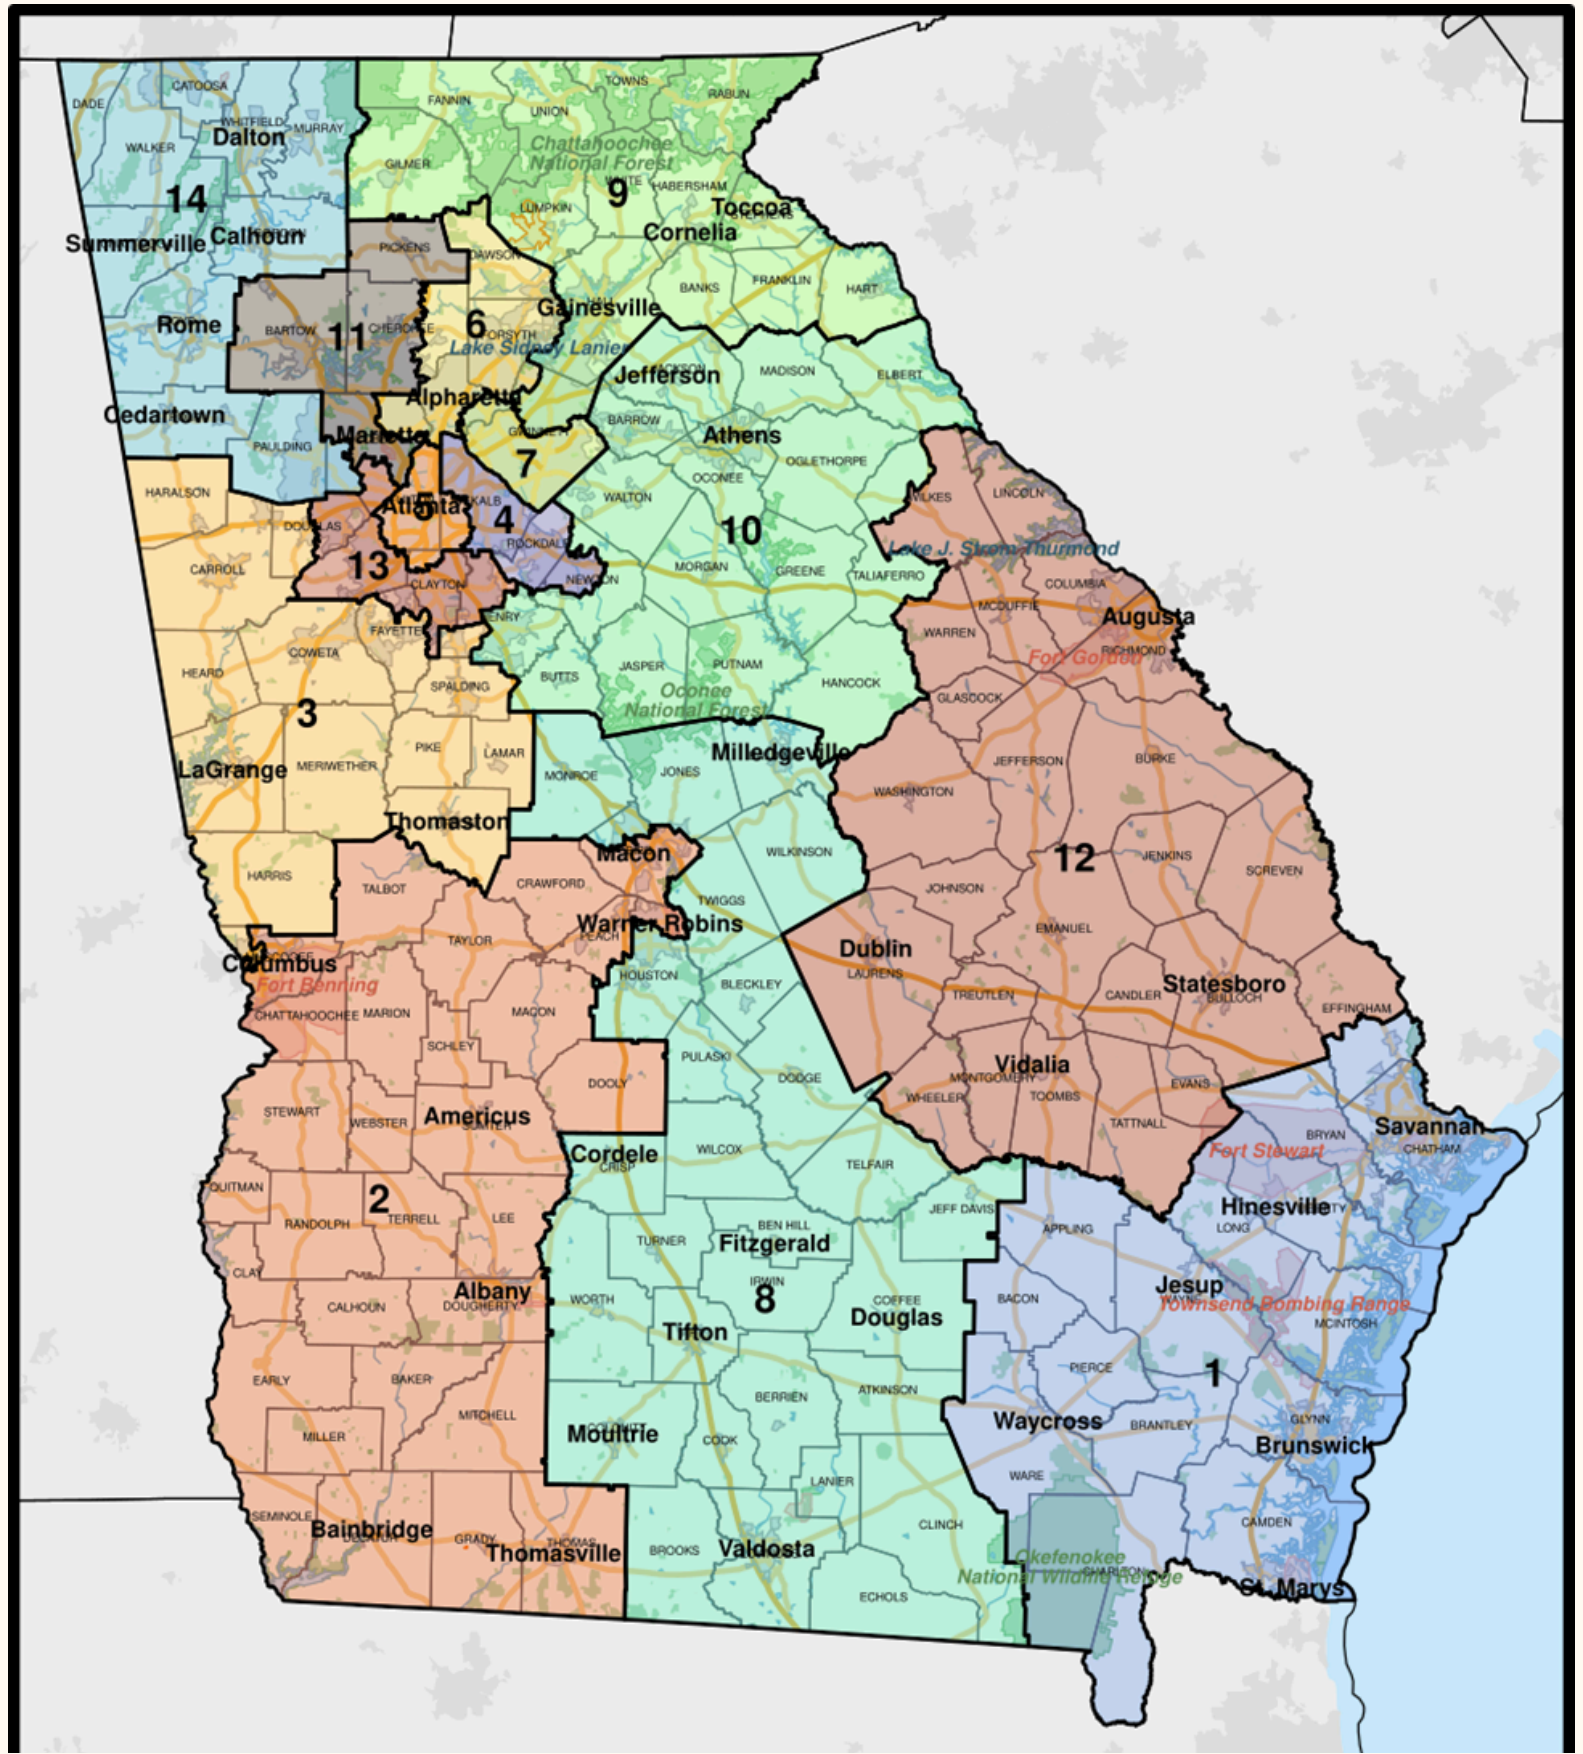 TOWNS
CATOOSA
RABUN
DADE
FANNIN
UNION
WHITFIELD
MURRAY
Dalton
WALKER
Chattahoochee
National Forest
GILMER
WHITE
HABERSHAM
14
9
LUMPKIN
Toccoa
STEPHENS
Summerville
Calhoun
Cornelia
PICKENS
DAWSON
BANKS
FRANKLIN
HART
Gainesville
Rome
BARTOW
11
CHEROKEE
6
FORSYTH
Lake Sidney Lanier
Jefferson
JACKSON
MADISON
ELBERT
Alpharetta
Cedartown
BARROW
Marietta
GWINNETT
Athens
PAULDING
7
OGLETHORPE
OCONEE
HARALSON
WALTON
WILKES
LINCOLN
Atlanta
5
4
DOUGLAS
10
ROCKDALE
Lake J. Strom Thurmond
CARROLL
13
CLAYTON
NEWTON
MORGAN
GREENE
TALIAFERRO
COLUMBIA
MCDUFFIE
Augusta
FAYETTE
WARREN
RICHMOND
COWETA
Fort Gordon
HEARD
SPALDING
BUTTS
JASPER
PUTNAM
HANCOCK
Oconee
National Forest
GLASCOCK
3
PIKE
LAMAR
Milledgeville
LaGrange
MERIWETHER
MONROE
JONES
JEFFERSON
BURKE
WASHINGTON
Thomaston
Macon
WILKINSON
12
JENKINS
SCREVEN
HARRIS
TALBOT
CRAWFORD
JOHNSON
TWIGGS
Warner Robins
PEACH
TAYLOR
EMANUEL
Dublin
LAURENS
Columbus
HOUSTON
BLECKLEY
Statesboro
BULLOCH
Fort Benning
TREUTLEN
CANDLER
EFFINGHAM
CHATTAHOOCHEE
MARION
MACON
SCHLEY
PULASKI
DODGE
Vidalia
MONTGOMERY
DOOLY
EVANS
WHEELER
TOOMBS
STEWART
WEBSTER
Americus
SUMTER
TATTNALL
Savannah
BRYAN
CHATHAM
Cordele
CRISP
WILCOX
TELFAIR
Fort Stewart
QUITMAN
2
RANDOLPH
TERRELL
LEE
JEFF DAVIS
Hinesville
LONG
APPLING
TURNER
BEN HILL
Fitzgerald
CLAY
Albany
DOUGHERTY
CALHOUN
WORTH
IRWIN
8
COFFEE
Douglas
BACON
Jesup
Townsend Bombing Range
MCINTOSH
Tifton
EARLY
BAKER
PIERCE
1
MITCHELL
BERRIEN
ATKINSON
MILLER
Moultrie
COOK
Waycross
BRANTLEY
GLYNN
Brunswick
LANIER
WARE
SEMINOLE
Bainbridge
DECATUR
GRADY
Thomasville
THOMAS
BROOKS
Valdosta
CLINCH
CAMDEN
Okefenokee
National Wildlife Refuge
CHARLTON
St. Marys
ECHOLS